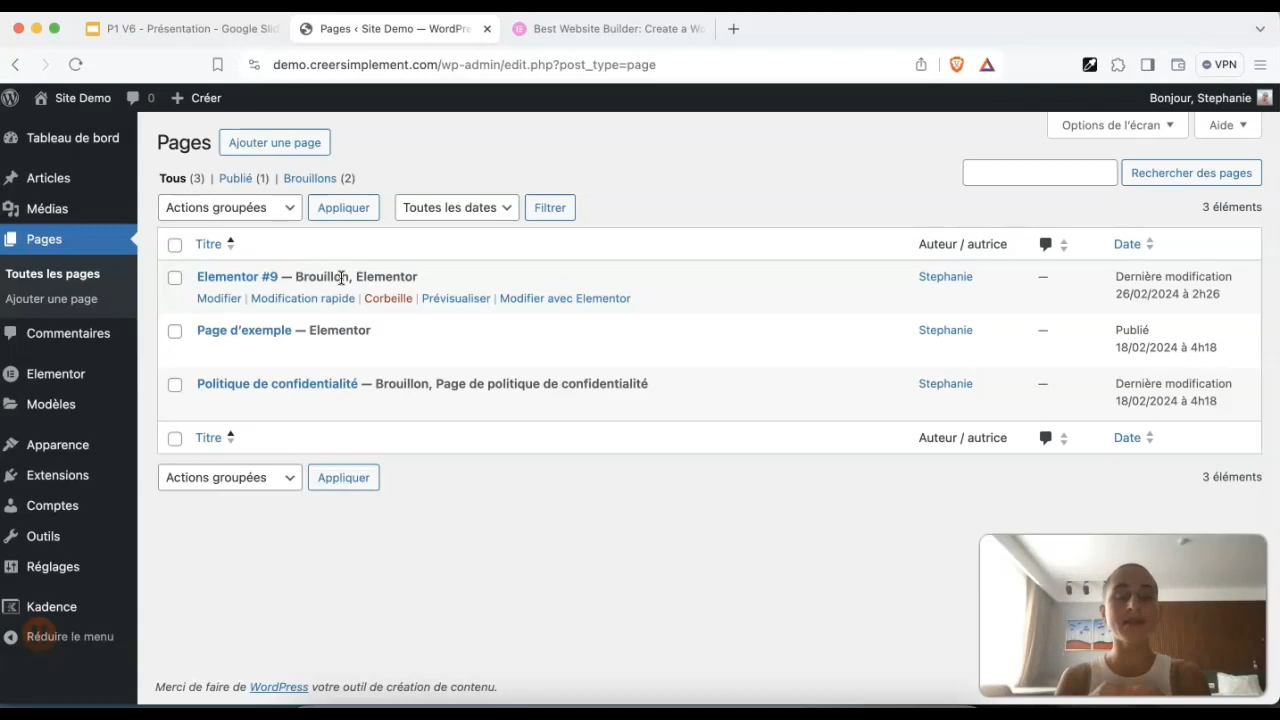 P1 V6 - Présentation - Google Slid
Pages ‹ Site Demo — WordPre
Best Website Builder: Create a Wo
demo.creersimplement.com/wp-admin/edit.php?post_type=page
VPN
Site Demo 0 Créer
Bonjour, Stephanie
Tableau de bord
Articles
Médias
Pages
Toutes les pages
Ajouter une page
Commentaires
Elementor
Modèles
Apparence
Extensions
Comptes
Outils
Réglages
Kadence
Réduire le menu
Options de l'écran
Aide
Pages Ajouter une page
Tous (3) | Publié (1) | Brouillons (2)
Rechercher des pages
Actions groupées Appliquer Toutes les dates Filtrer
3 éléments
Titre Auteur / autrice Date
Elementor #9 — Brouillon, Elementor Stephanie — Dernière modification
26/02/2024 à 2h26
Modifier | Modification rapide | Corbeille | Prévisualiser | Modifier avec Elementor
Page d'exemple — Elementor Stephanie — Publié
18/02/2024 à 4h18
Politique de confidentialité — Brouillon, Page de politique de confidentialité Stephanie — Dernière modification
18/02/2024 à 4h18
Titre Auteur / autrice Date
Actions groupées Appliquer
3 éléments
Merci de faire de WordPress votre outil de création de contenu.